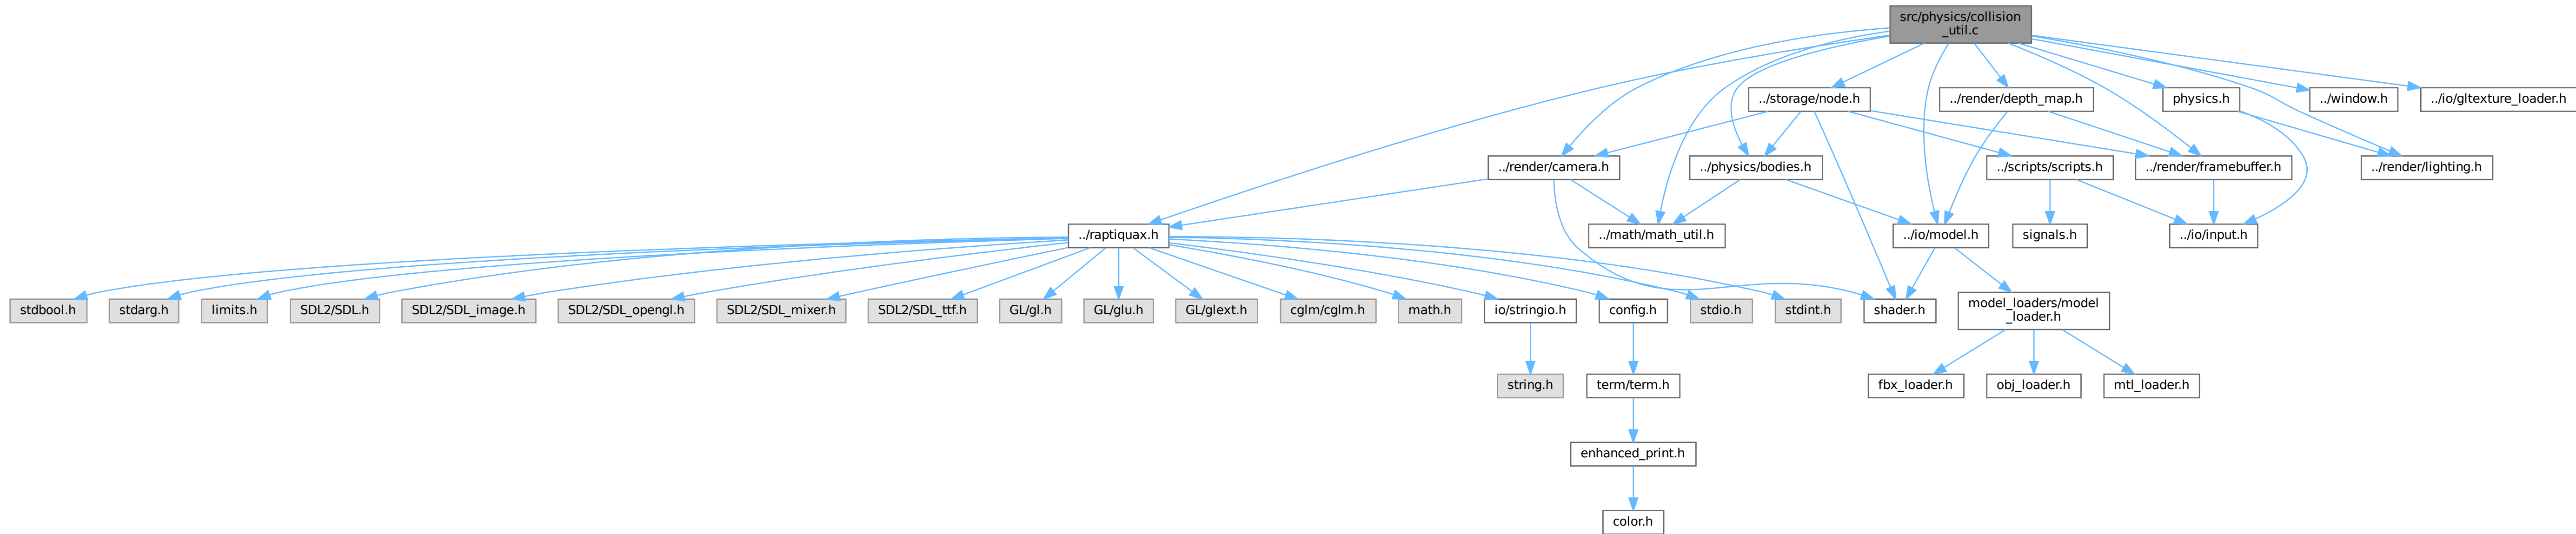 src/physics/collision
_util.c
../storage/node.h
../render/depth_map.h
physics.h
../window.h
../io/gltexture_loader.h
../render/camera.h
../physics/bodies.h
../scripts/scripts.h
../render/framebuffer.h
../render/lighting.h
../raptiquax.h
../math/math_util.h
../io/model.h
signals.h
../io/input.h
stdbool.h
stdarg.h
limits.h
SDL2/SDL.h
SDL2/SDL_image.h
SDL2/SDL_opengl.h
SDL2/SDL_mixer.h
SDL2/SDL_ttf.h
GL/gl.h
GL/glu.h
GL/glext.h
cglm/cglm.h
math.h
io/stringio.h
config.h
stdio.h
stdint.h
shader.h
model_loaders/model
_loader.h
string.h
term/term.h
fbx_loader.h
obj_loader.h
mtl_loader.h
enhanced_print.h
color.h